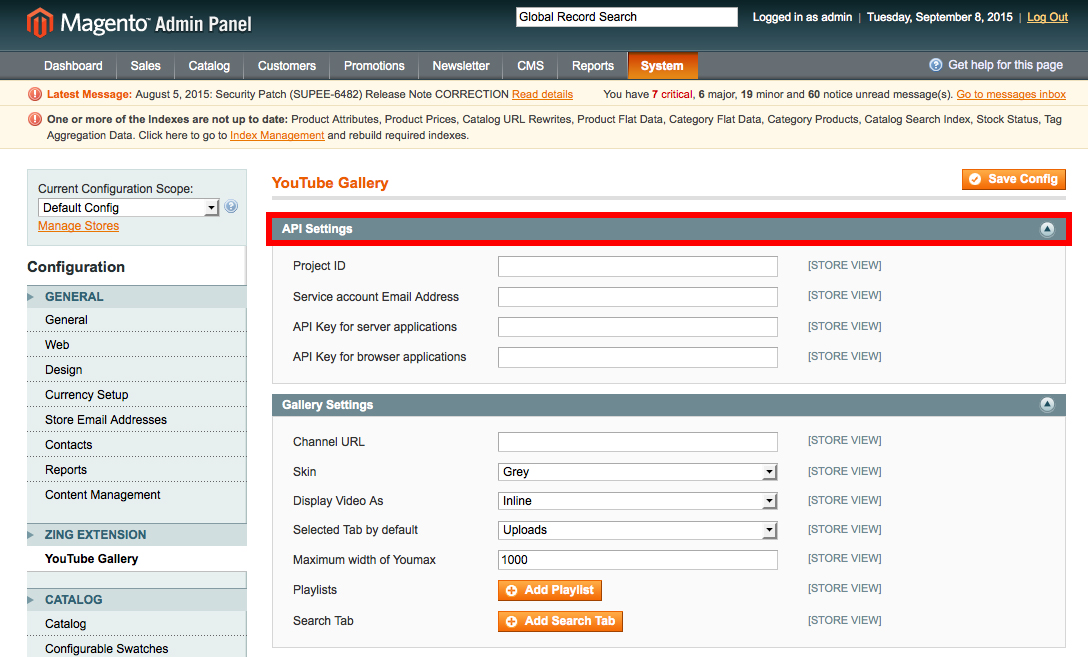 Magento™ Admin Panel
Global Record Search
Logged in as admin | Tuesday, September 8, 2015 | Log Out
Dashboard Sales Catalog Customers Promotions Newsletter CMS Reports System
Get help for this page
Latest Message: August 5, 2015: Security Patch (SUPEE-6482) Release Note CORRECTION Read details
You have 7 critical, 6 major, 19 minor and 60 notice unread message(s). Go to messages inbox
One or more of the Indexes are not up to date: Product Attributes, Product Prices, Catalog URL Rewrites, Product Flat Data, Category Flat Data, Category Products, Catalog Search Index, Stock Status, Tag
Aggregation Data. Click here to go to Index Management and rebuild required indexes.
Current Configuration Scope:
Default Config
Manage Stores
Configuration
GENERAL
General
Web
Design
Currency Setup
Store Email Addresses
Contacts
Reports
Content Management
ZING EXTENSION
YouTube Gallery
CATALOG
Catalog
Configurable Swatches
YouTube Gallery
Save Config
API Settings
Project ID [STORE VIEW]
Service account Email Address [STORE VIEW]
API Key for server applications [STORE VIEW]
API Key for browser applications [STORE VIEW]
Gallery Settings
Channel URL [STORE VIEW]
Skin Grey [STORE VIEW]
Display Video As Inline [STORE VIEW]
Selected Tab by default Uploads [STORE VIEW]
Maximum width of Youmax 1000 [STORE VIEW]
Playlists Add Playlist [STORE VIEW]
Search Tab Add Search Tab [STORE VIEW]